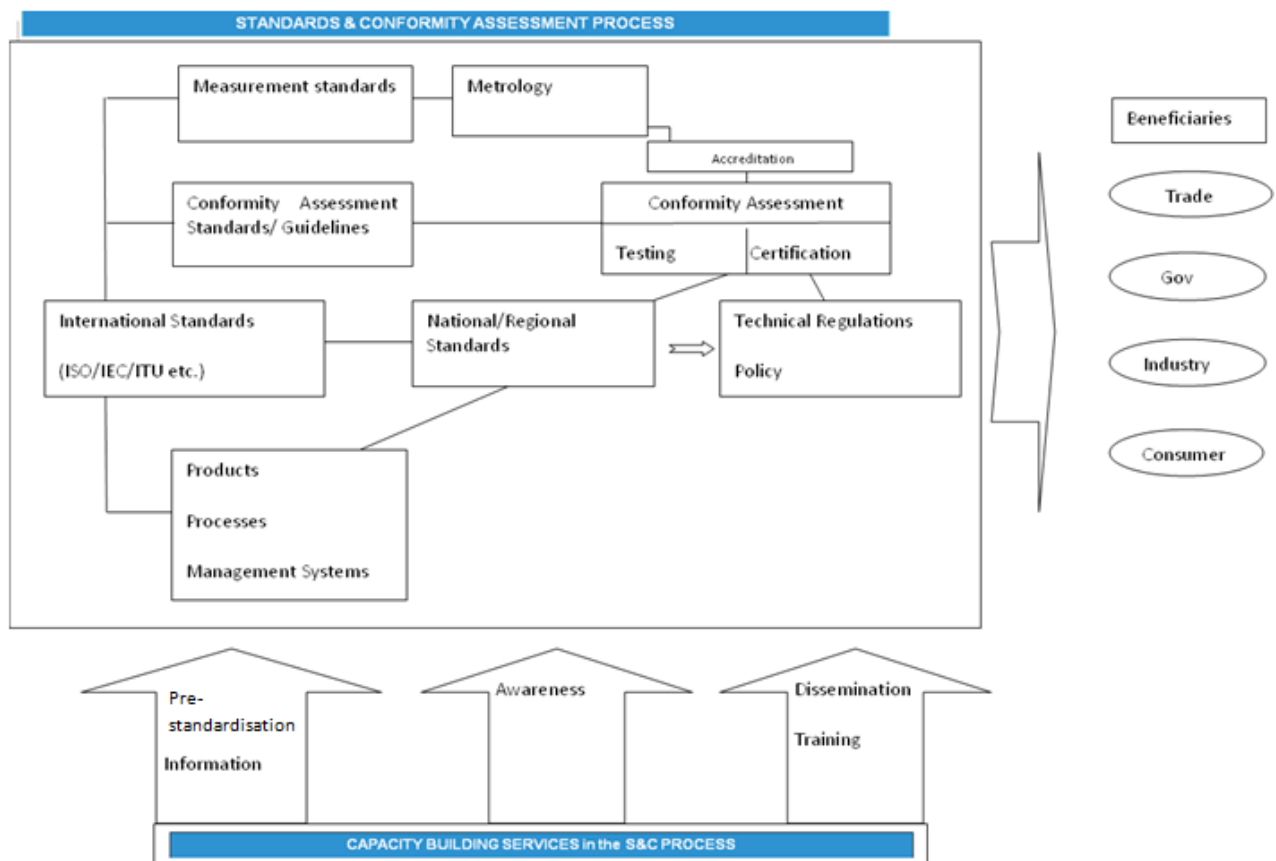 STANDARDS & CONFORMITY ASSESSMENT PROCESS
Measurement standards
Metrology
Accreditation
Conformity Assessment
Standards/ Guidelines
Conformity Assessment
Testing
Certification
International Standards
(ISO/IEC/ITU etc.)
National/Regional
Standards
Technical Regulations
Policy
Products
Processes
Management Systems
Beneficiaries
Trade
Gov
Industry
Consumer
Pre-
standardisation
Information
Awareness
Dissemination
Training
CAPACITY BUILDING SERVICES in the S&C PROCESS